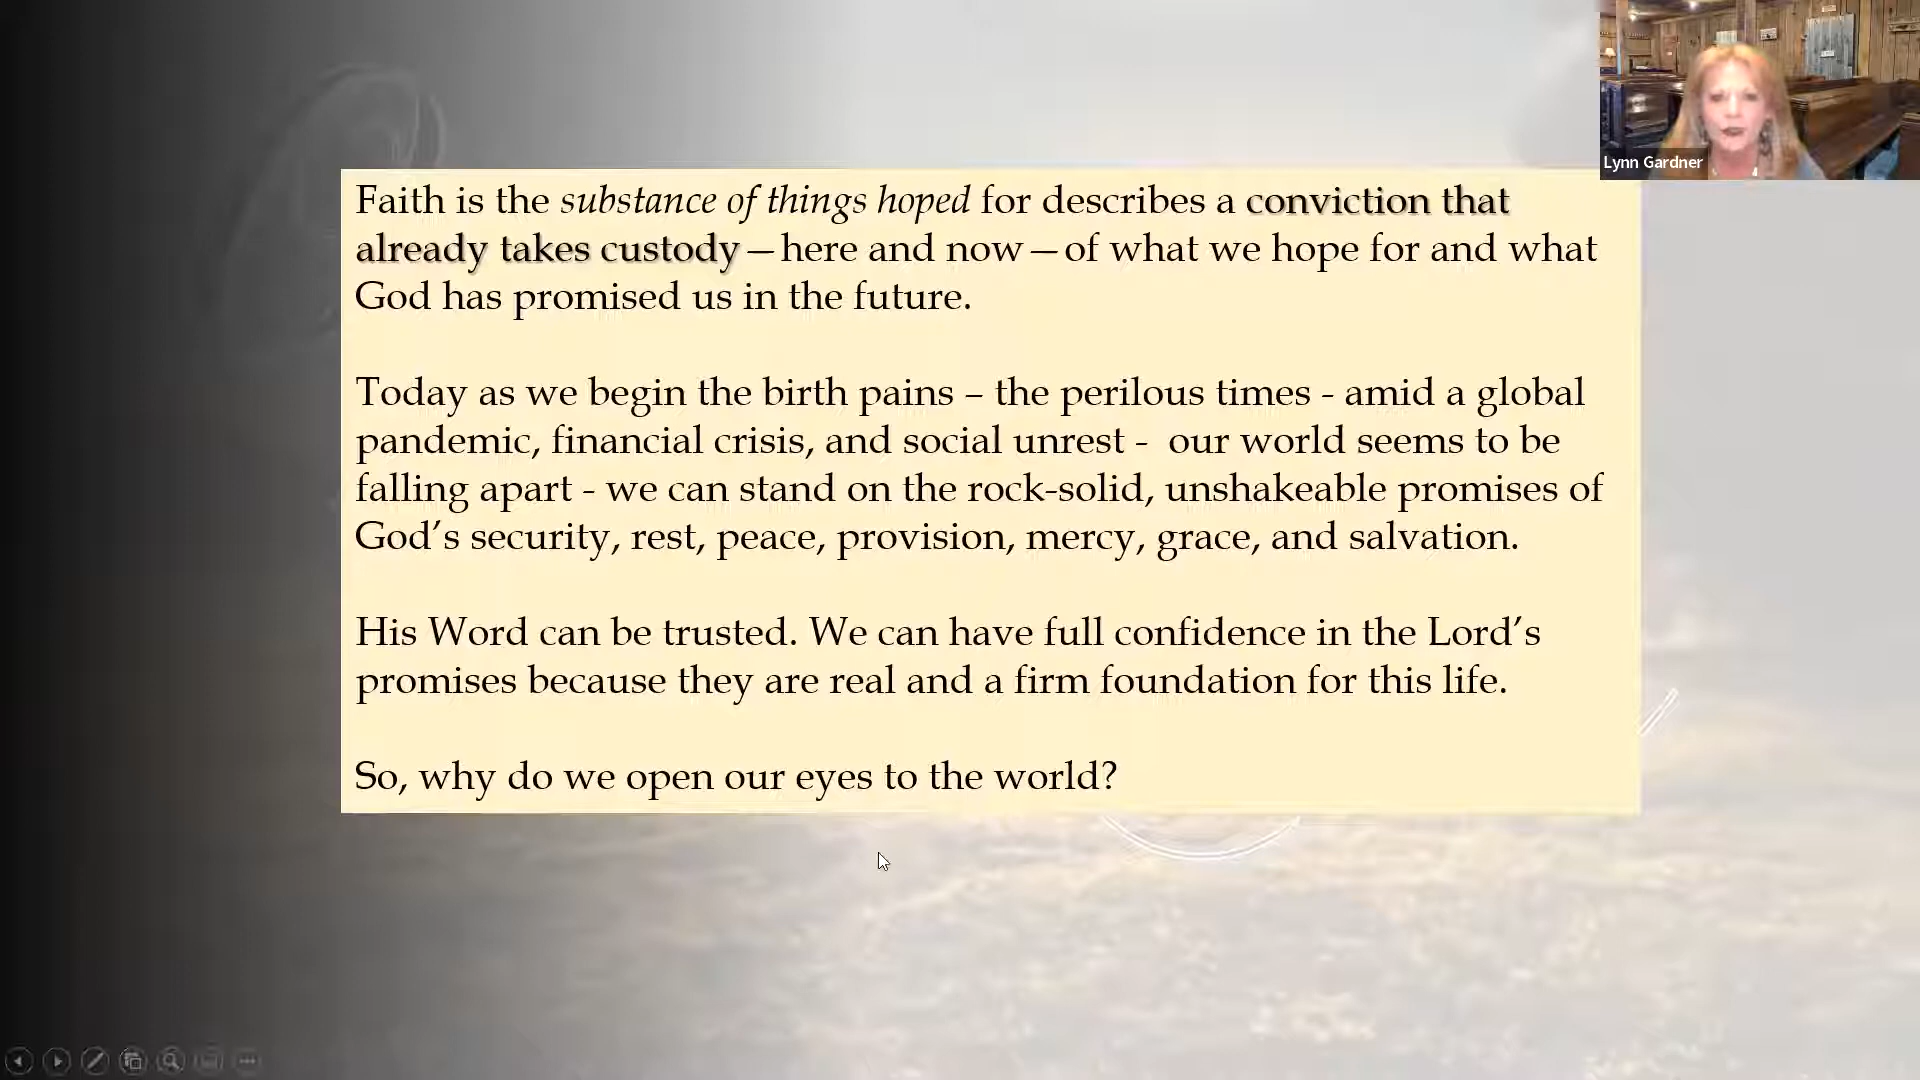 Lynn Gardner
Faith is the substance of things hoped for describes a conviction that
already takes custody—here and now—of what we hope for and what
God has promised us in the future.
Today as we begin the birth pains – the perilous times - amid a global
pandemic, financial crisis, and social unrest -  our world seems to be
falling apart - we can stand on the rock-solid, unshakeable promises of
God’s security, rest, peace, provision, mercy, grace, and salvation.
His Word can be trusted. We can have full confidence in the Lord’s
promises because they are real and a firm foundation for this life.
So, why do we open our eyes to the world?